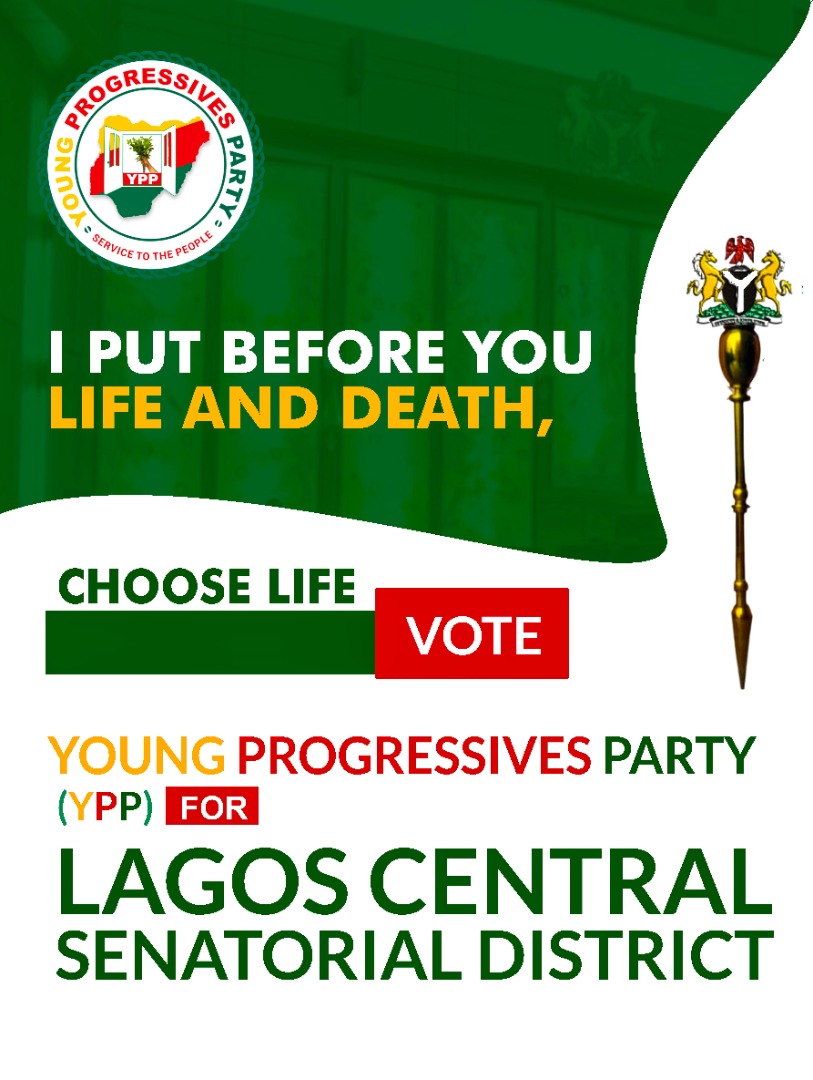 YOUNG PROGRESSIVES PARTY
YPP
SERVICE TO THE PEOPLE
I PUT BEFORE YOU
LIFE AND DEATH,
CHOOSE LIFE
VOTE
YOUNG PROGRESSIVES PARTY
(YPP) FOR
LAGOS CENTRAL
SENATORIAL DISTRICT